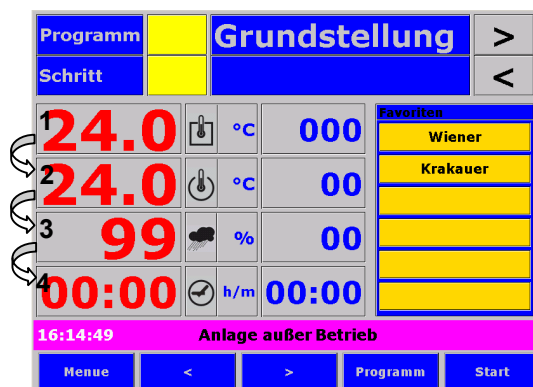 Programm Grundstellung >
Schritt <
Favoriten
1 24.0 °C 000 Wiener
2 24.0 °C 00 Krakauer
3 99 % 00
4 00:00 h/m 00:00
16:14:49 Anlage außer Betrieb
Menue < > Programm Start